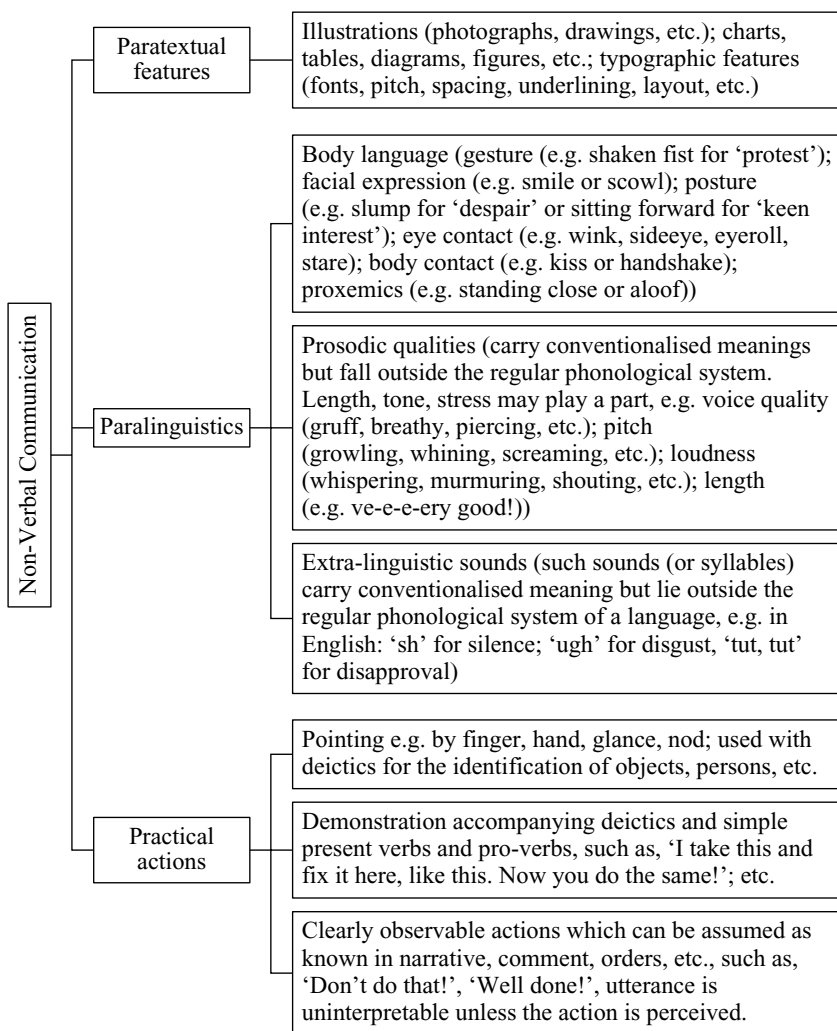 Non-Verbal Communication
Paratextual
features
Illustrations (photographs, drawings, etc.); charts,
tables, diagrams, figures, etc.; typographic features
(fonts, pitch, spacing, underlining, layout, etc.)
Paralinguistics
Body language (gesture (e.g. shaken fist for ‘protest’);
facial expression (e.g. smile or scowl); posture
(e.g. slump for ‘despair’ or sitting forward for ‘keen
interest’); eye contact (e.g. wink, sideeye, eyeroll,
stare); body contact (e.g. kiss or handshake);
proxemics (e.g. standing close or aloof))
Prosodic qualities (carry conventionalised meanings
but fall outside the regular phonological system.
Length, tone, stress may play a part, e.g. voice quality
(gruff, breathy, piercing, etc.); pitch
(growling, whining, screaming, etc.); loudness
(whispering, murmuring, shouting, etc.); length
(e.g. ve-e-e-ery good!))
Extra-linguistic sounds (such sounds (or syllables)
carry conventionalised meaning but lie outside the
regular phonological system of a language, e.g. in
English: ‘sh’ for silence; ‘ugh’ for disgust, ‘tut, tut’
for disapproval)
Practical
actions
Pointing e.g. by finger, hand, glance, nod; used with
deictics for the identification of objects, persons, etc.
Demonstration accompanying deictics and simple
present verbs and pro-verbs, such as, ‘I take this and
fix it here, like this. Now you do the same!’; etc.
Clearly observable actions which can be assumed as
known in narrative, comment, orders, etc., such as,
‘Don’t do that!’, ‘Well done!’, utterance is
uninterpretable unless the action is perceived.